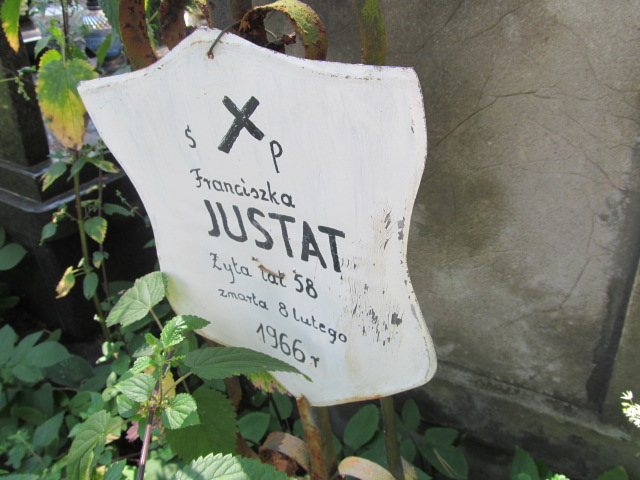 Ś p
Franciszka
JUSTAT
Żyła lat 58
zmarła 8 lutego
1966 r